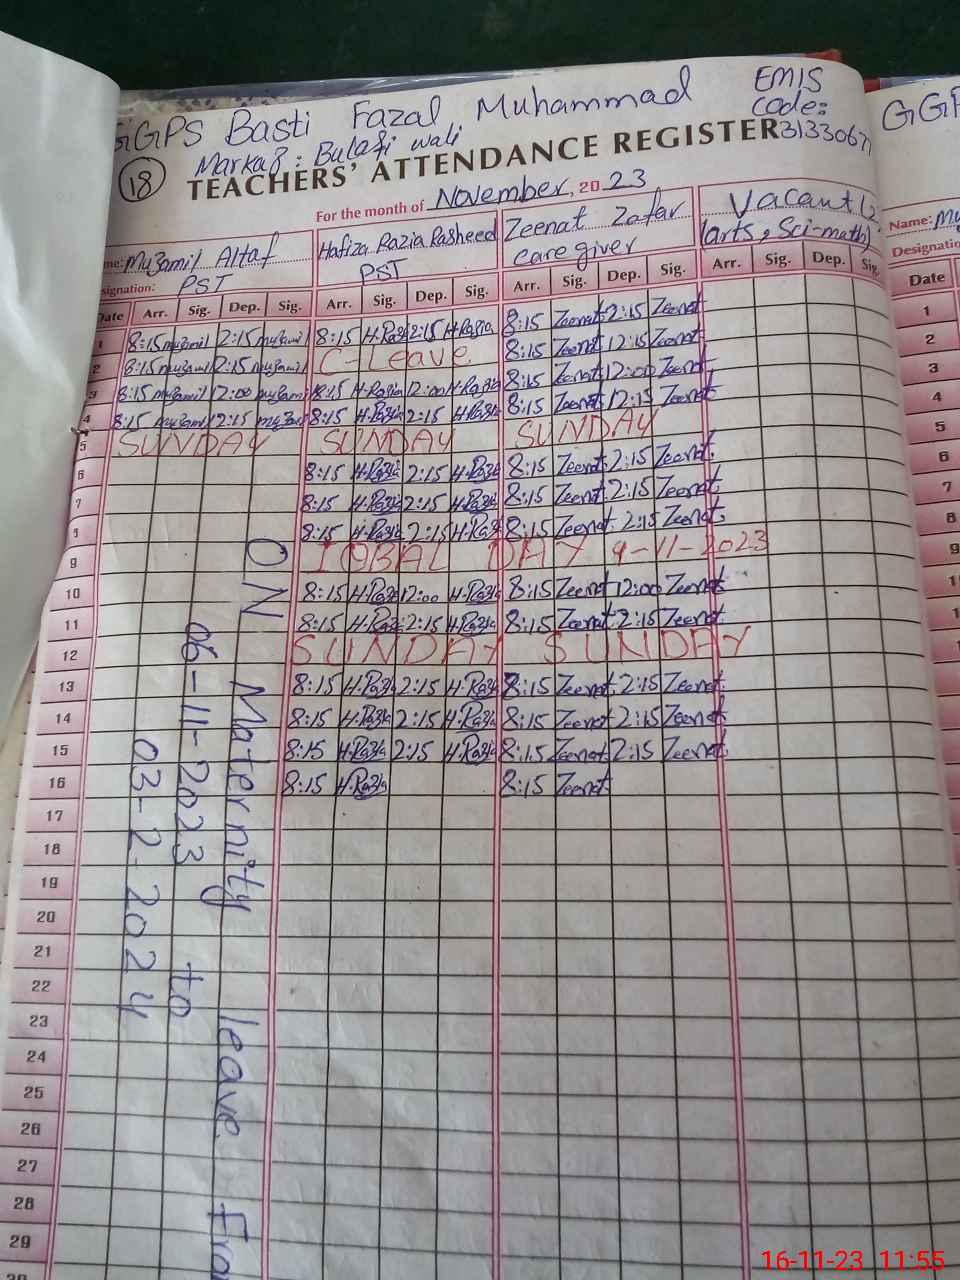 GGPS Basti Fazal Muhammad EMIS
Code:
Markaz: Bulaqi wali 3133067
18 TEACHERS' ATTENDANCE REGISTER
For the month of November, 2023
Muzamil Altaf Hafiza Razia Rasheed Zeenat Zafar Vacant (2
PST PST care giver (arts, Sci-math)
Date Arr. Sig. Dep. Sig. Arr. Sig. Dep. Sig. Arr. Sig. Dep. Sig. Arr. Sig. Dep. Sig.
1 8:15 muzamil 2:15 muzamil 8:15 H.Razia 2:15 H.Razia 8:15 Zeenat 2:15 Zeenat
2 8:15 muzamil 2:15 muzamil C-Leave 8:15 Zeenat 12:15 Zeenat
3 8:15 muzamil 12:00 muzamil 8:15 H.Razia 12:00 H.Razia 8:15 Zeenat 12:00 Zeenat
4 8:15 muzamil 12:15 muzamil 8:15 H.Razia 2:15 H.Razia 8:15 Zeenat 12:15 Zeenat
5 SUNDAY SUNDAY SUNDAY
6 8:15 H.Razia 2:15 H.Razia 8:15 Zeenat 2:15 Zeenat
7 8:15 H.Razia 2:15 H.Razia 8:15 Zeenat 2:15 Zeenat
8 8:15 H.Razia 2:15 H.Razia 8:15 Zeenat 2:15 Zeenat
9 IQBAL DAY 9-11-2023
10 8:15 H.Razia 12:00 H.Razia 8:15 Zeenat 12:00 Zeenat
11 8:15 H.Razia 2:15 H.Razia 8:15 Zeenat 2:15 Zeenat
12 SUNDAY SUNDAY
13 8:15 H.Razia 2:15 H.Razia 8:15 Zeenat 2:15 Zeenat
14 8:15 H.Razia 2:15 H.Razia 8:15 Zeenat 2:15 Zeenat
15 8:15 H.Razia 2:15 H.Razia 8:15 Zeenat 2:15 Zeenat
16 8:15 H.Razia 8:15 Zeenat
17
18
19
20
21
22
23
24
25
26
27
28
29
ON Maternity leave From
06-11-2023 to
03-2-2024
Name:
Date
1
2
3
4
5
6
7
8
9
16-11-23 11:55